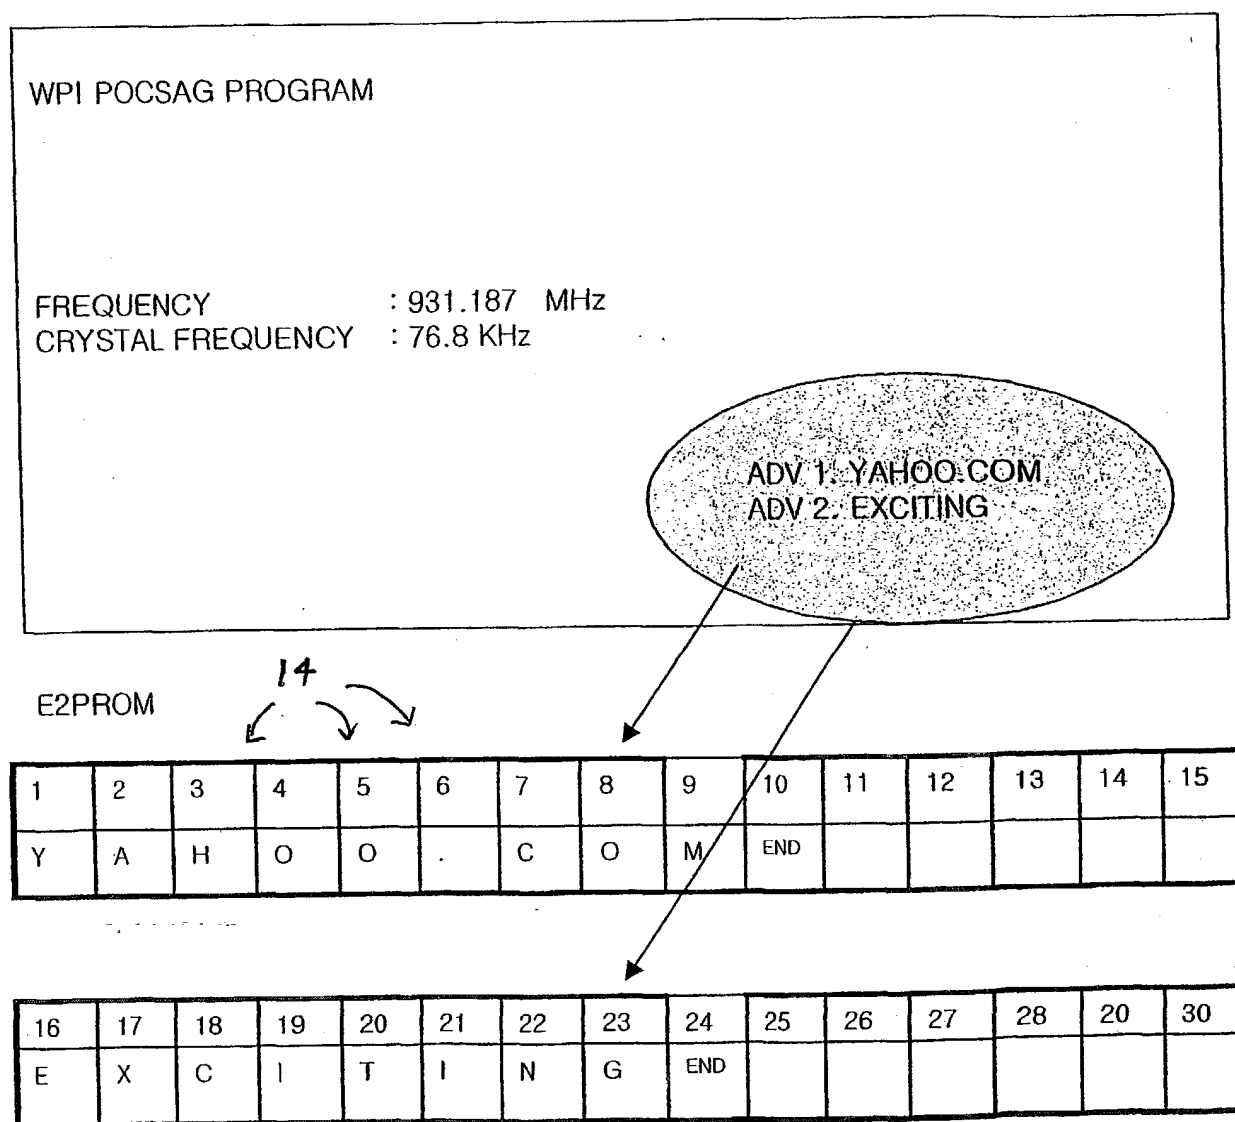 WPI POCSAG PROGRAM
FREQUENCY : 931.187 MHz
CRYSTAL FREQUENCY : 76.8 KHz
ADV 1. YAHOO.COM
ADV 2. EXCITING
14
E2PROM
1 2 3 4 5 6 7 8 9 10 11 12 13 14 15
Y A H O O . C O M END
16 17 18 19 20 21 22 23 24 25 26 27 28 20 30
E X C I T I N G END